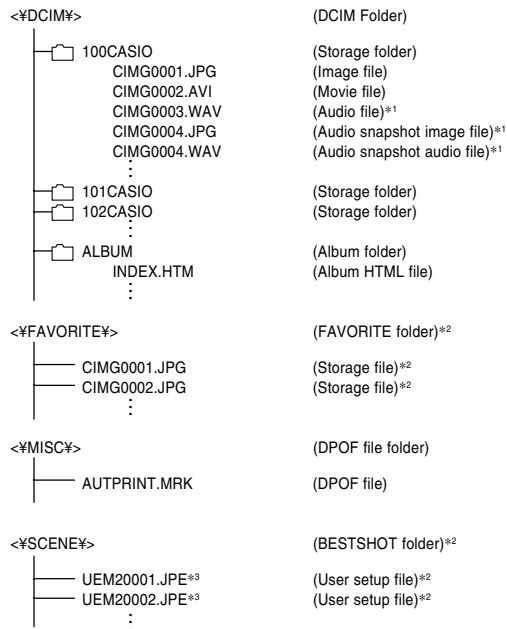 <¥DCIM¥> (DCIM Folder)
100CASIO (Storage folder)
CIMG0001.JPG (Image file)
CIMG0002.AVI (Movie file)
CIMG0003.WAV (Audio file)*1
CIMG0004.JPG (Audio snapshot image file)*1
CIMG0004.WAV (Audio snapshot audio file)*1
101CASIO (Storage folder)
102CASIO (Storage folder)
ALBUM (Album folder)
INDEX.HTM (Album HTML file)
<¥FAVORITE¥> (FAVORITE folder)*2
CIMG0001.JPG (Storage file)*2
CIMG0002.JPG (Storage file)*2
<¥MISC¥> (DPOF file folder)
AUTPRINT.MRK (DPOF file)
<¥SCENE¥> (BESTSHOT folder)*2
UEM20001.JPE*3 (User setup file)*2
UEM20002.JPE*3 (User setup file)*2